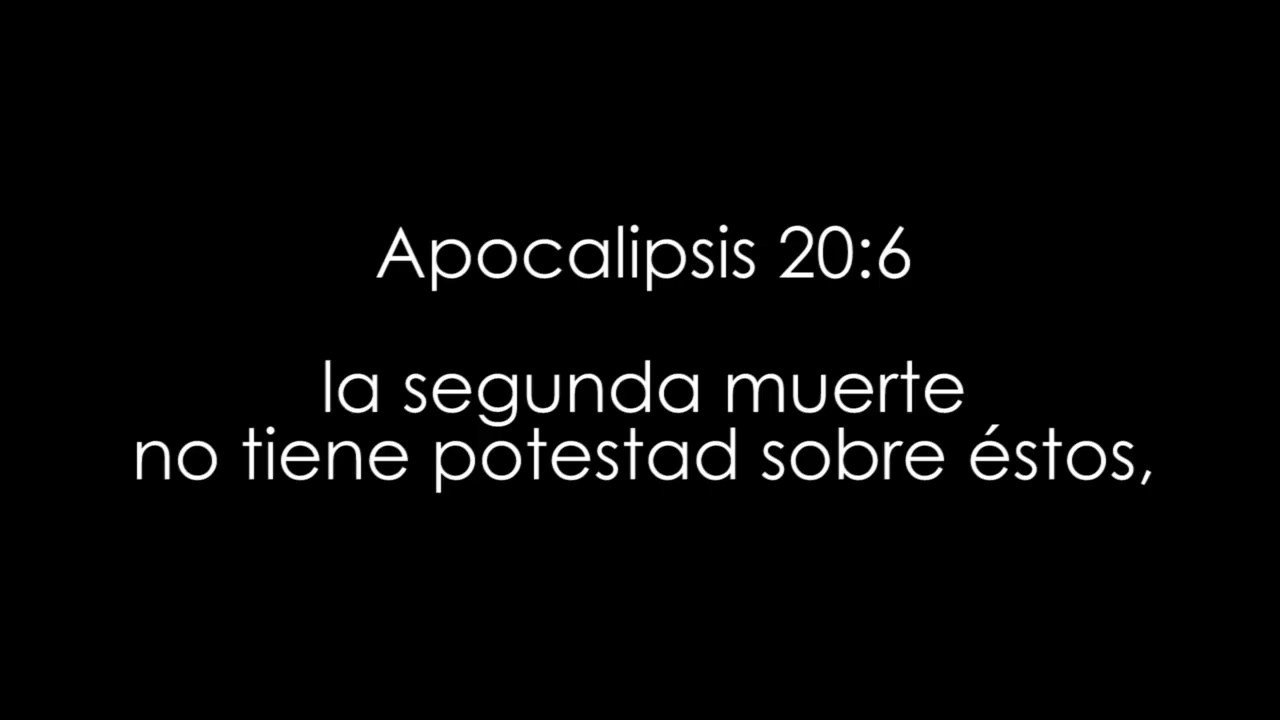 Apocalipsis 20:6
la segunda muerte
no tiene potestad sobre éstos,